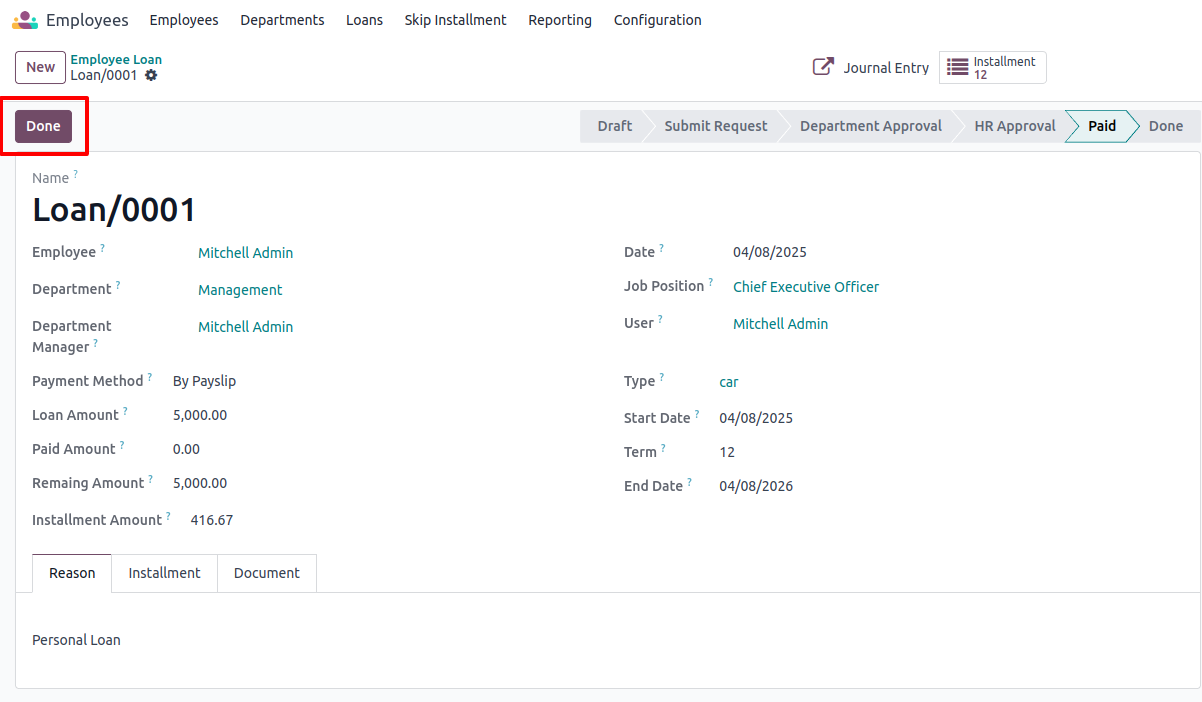 Employees Employees Departments Loans Skip Installment Reporting Configuration
New Employee Loan
Loan/0001
Journal Entry
Installment
12
Done
Draft Submit Request Department Approval HR Approval Paid Done
Name ?
Loan/0001
Employee ? Mitchell Admin
Date ? 04/08/2025
Department ? Management
Job Position ? Chief Executive Officer
Department
Manager ? Mitchell Admin
User ? Mitchell Admin
Payment Method ? By Payslip
Type ? car
Loan Amount ? 5,000.00
Start Date ? 04/08/2025
Paid Amount ? 0.00
Term ? 12
Remaing Amount ? 5,000.00
End Date ? 04/08/2026
Installment Amount ? 416.67
Reason Installment Document
Personal Loan